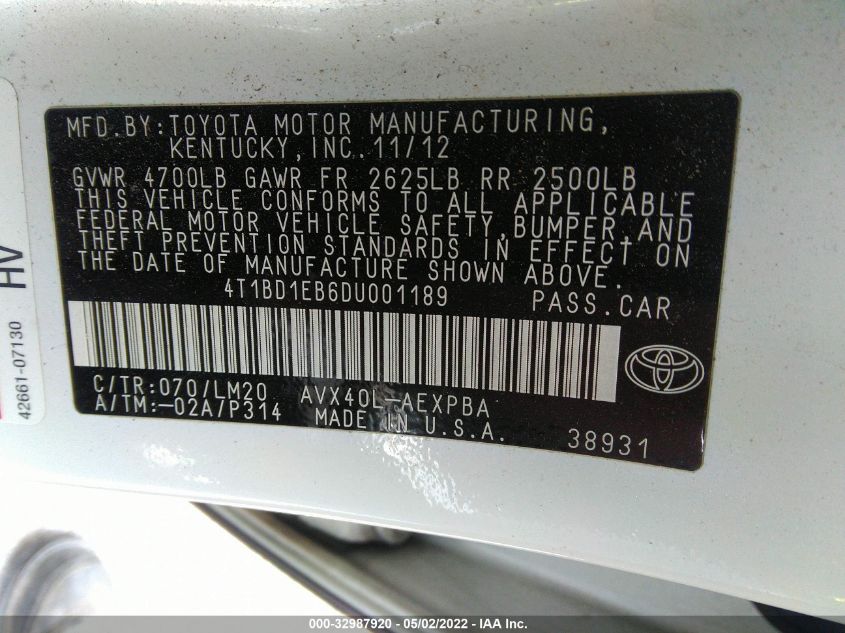 MFD.BY:TOYOTA MOTOR MANUFACTURING,
KENTUCKY,INC. 11/12
GVWR 4700LB GAWR FR 2625LB RR 2500LB
THIS VEHICLE CONFORMS TO ALL APPLICABLE
FEDERAL MOTOR VEHICLE SAFETY,BUMPER,AND
THEFT PREVENTION STANDARDS IN EFFECT ON
THE DATE OF MANUFACTURE SHOWN ABOVE.
4T1BD1EB6DU001189 PASS.CAR
C/TR:070/LM20 AVX40L-AEXPBA
A/TM:-02A/P314 MADE IN U.S.A. 38931
HV
42661-07130
000-32987920 - 05/02/2022 - IAA Inc.